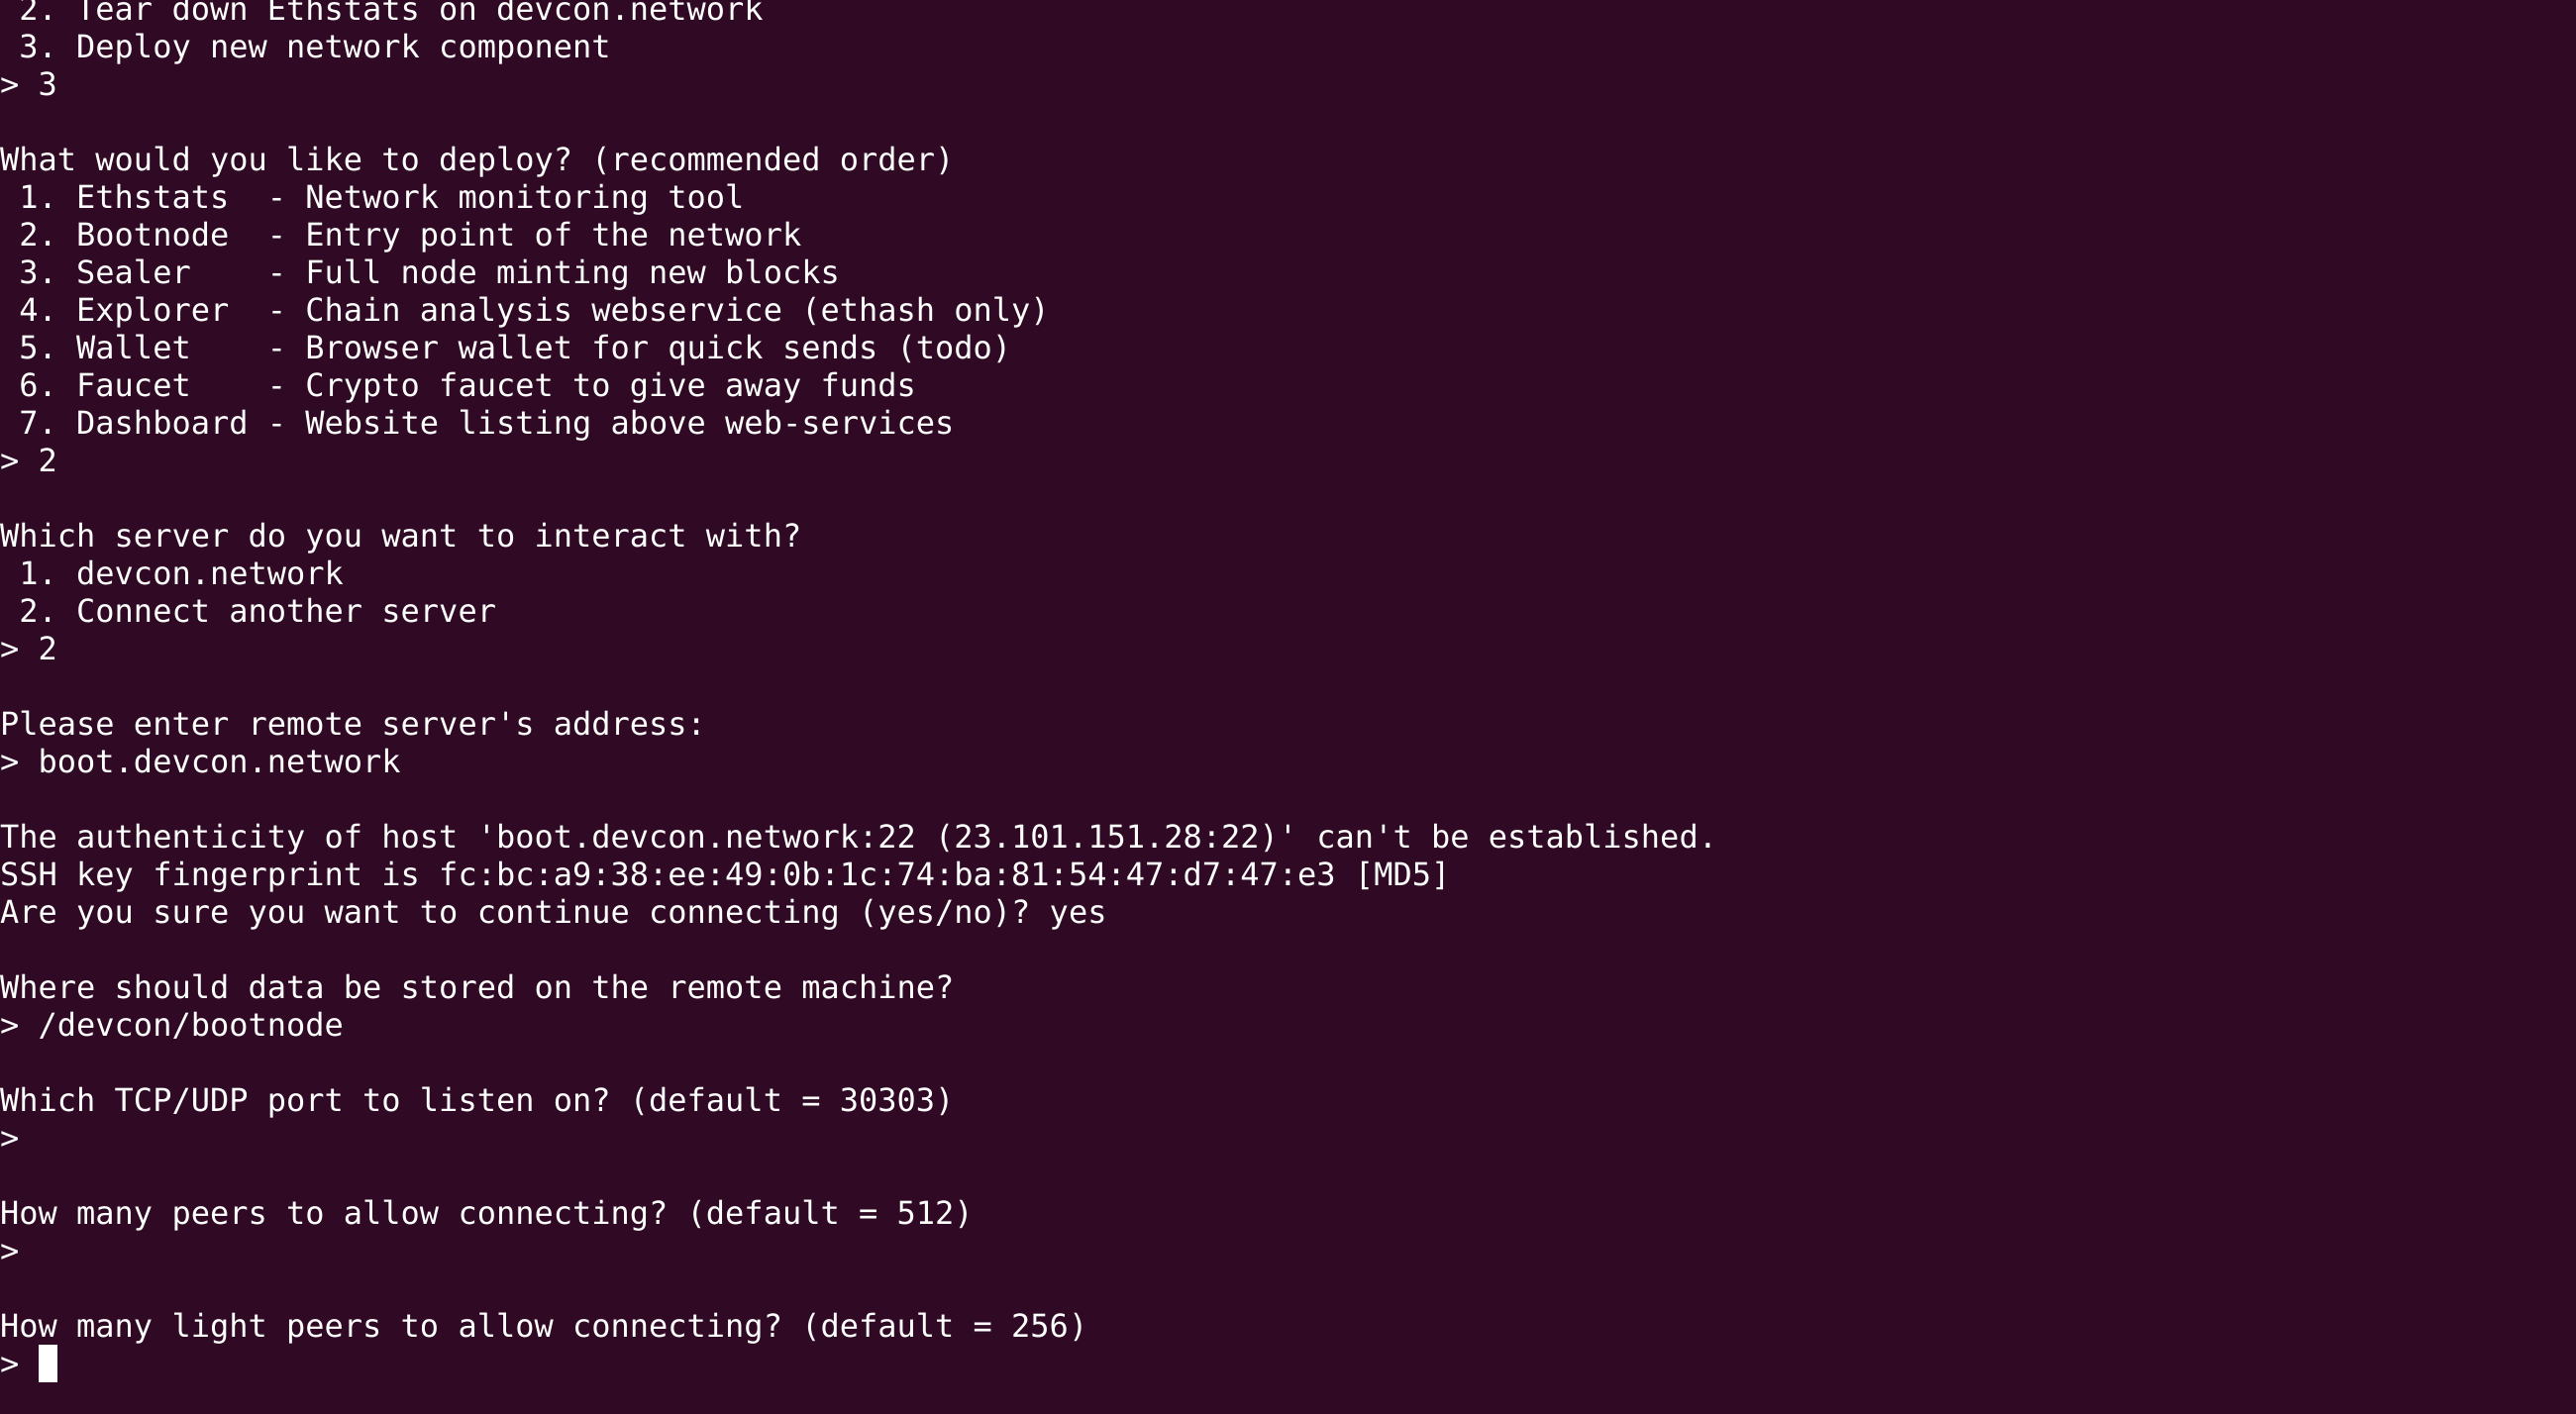 2. Tear down Ethstats on devcon.network
3. Deploy new network component
> 3
What would you like to deploy? (recommended order)
1. Ethstats  - Network monitoring tool
2. Bootnode  - Entry point of the network
3. Sealer    - Full node minting new blocks
4. Explorer  - Chain analysis webservice (ethash only)
5. Wallet    - Browser wallet for quick sends (todo)
6. Faucet    - Crypto faucet to give away funds
7. Dashboard - Website listing above web-services
> 2
Which server do you want to interact with?
1. devcon.network
2. Connect another server
> 2
Please enter remote server's address:
> boot.devcon.network
The authenticity of host 'boot.devcon.network:22 (23.101.151.28:22)' can't be established.
SSH key fingerprint is fc:bc:a9:38:ee:49:0b:1c:74:ba:81:54:47:d7:47:e3 [MD5]
Are you sure you want to continue connecting (yes/no)? yes
Where should data be stored on the remote machine?
> /devcon/bootnode
Which TCP/UDP port to listen on? (default = 30303)
>
How many peers to allow connecting? (default = 512)
>
How many light peers to allow connecting? (default = 256)
>